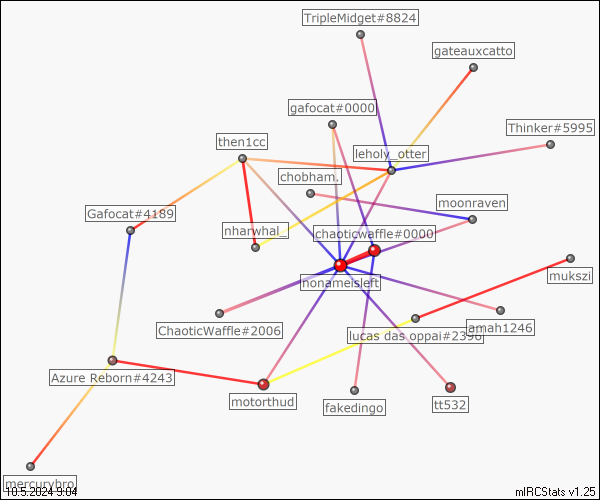 TripleMidget#8824
gateauxcatto
gafocat#0000
Thinker#5995
then1cc
leholy_otter
chobham.
moonraven
Gafocat#4189
nharwhal_
chaoticwaffle#0000
mukszi
nonameisleft
ChaoticWaffle#2006
lucas das oppai#2398
amah1246
Azure Reborn#4243
motorthud
fakedingo
tt532
mercurybro
10.5.2024 9:04
mIRCStats v1.25